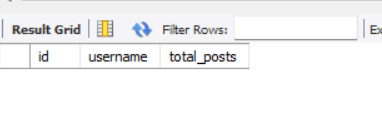 Result Grid Filter Rows: Ex
id username total_posts